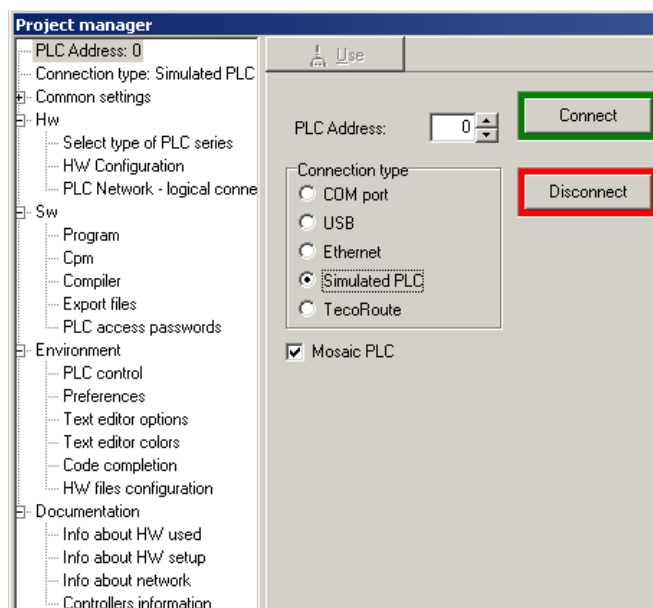 Project manager
PLC Address: 0
Connection type: Simulated PLC
Common settings
Hw
Select type of PLC series
HW Configuration
PLC Network - logical conne
Sw
Program
Cpm
Compiler
Export files
PLC access passwords
Environment
PLC control
Preferences
Text editor options
Text editor colors
Code completion
HW files configuration
Documentation
Info about HW used
Info about HW setup
Info about network
Controllers information
Use
PLC Address: 0
Connect
Connection type
COM port
USB
Ethernet
Simulated PLC
TecoRoute
Disconnect
Mosaic PLC